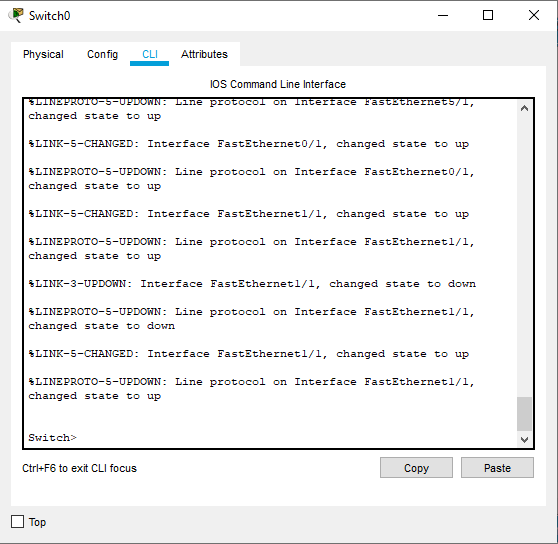 Switch0
Physical Config CLI Attributes
IOS Command Line Interface
%LINEPROTO-5-UPDOWN: Line protocol on Interface FastEthernet5/1,
changed state to up
%LINK-5-CHANGED: Interface FastEthernet0/1, changed state to up
%LINEPROTO-5-UPDOWN: Line protocol on Interface FastEthernet0/1,
changed state to up
%LINK-5-CHANGED: Interface FastEthernet1/1, changed state to up
%LINEPROTO-5-UPDOWN: Line protocol on Interface FastEthernet1/1,
changed state to up
%LINK-3-UPDOWN: Interface FastEthernet1/1, changed state to down
%LINEPROTO-5-UPDOWN: Line protocol on Interface FastEthernet1/1,
changed state to down
%LINK-5-CHANGED: Interface FastEthernet1/1, changed state to up
%LINEPROTO-5-UPDOWN: Line protocol on Interface FastEthernet1/1,
changed state to up
Switch>
Ctrl+F6 to exit CLI focus
Copy Paste
Top